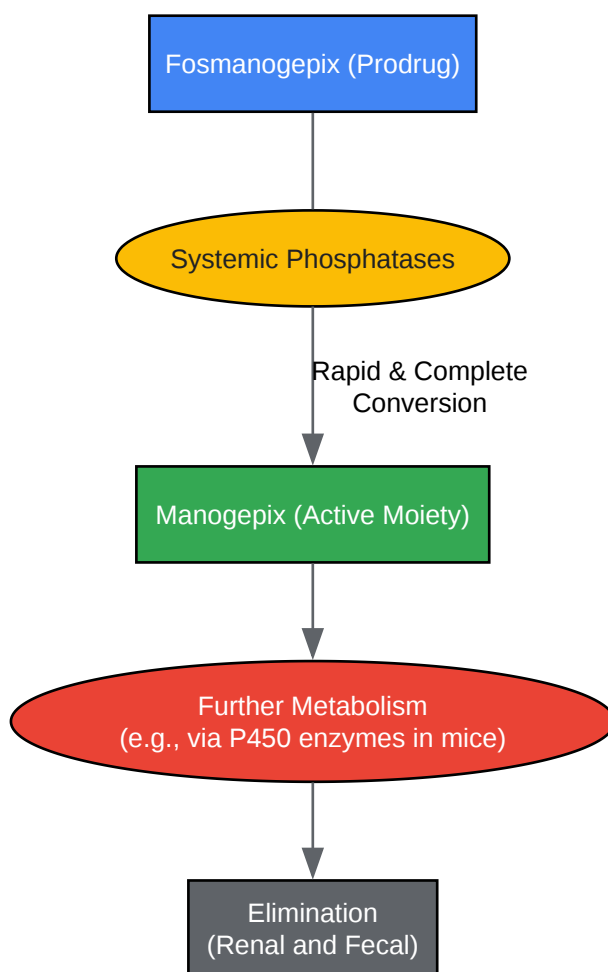 Fosmanogepix (Prodrug)
Systemic Phosphatases
Rapid & Complete
Conversion
Manogepix (Active Moiety)
Further Metabolism
(e.g., via P450 enzymes in mice)
Elimination
(Renal and Fecal)